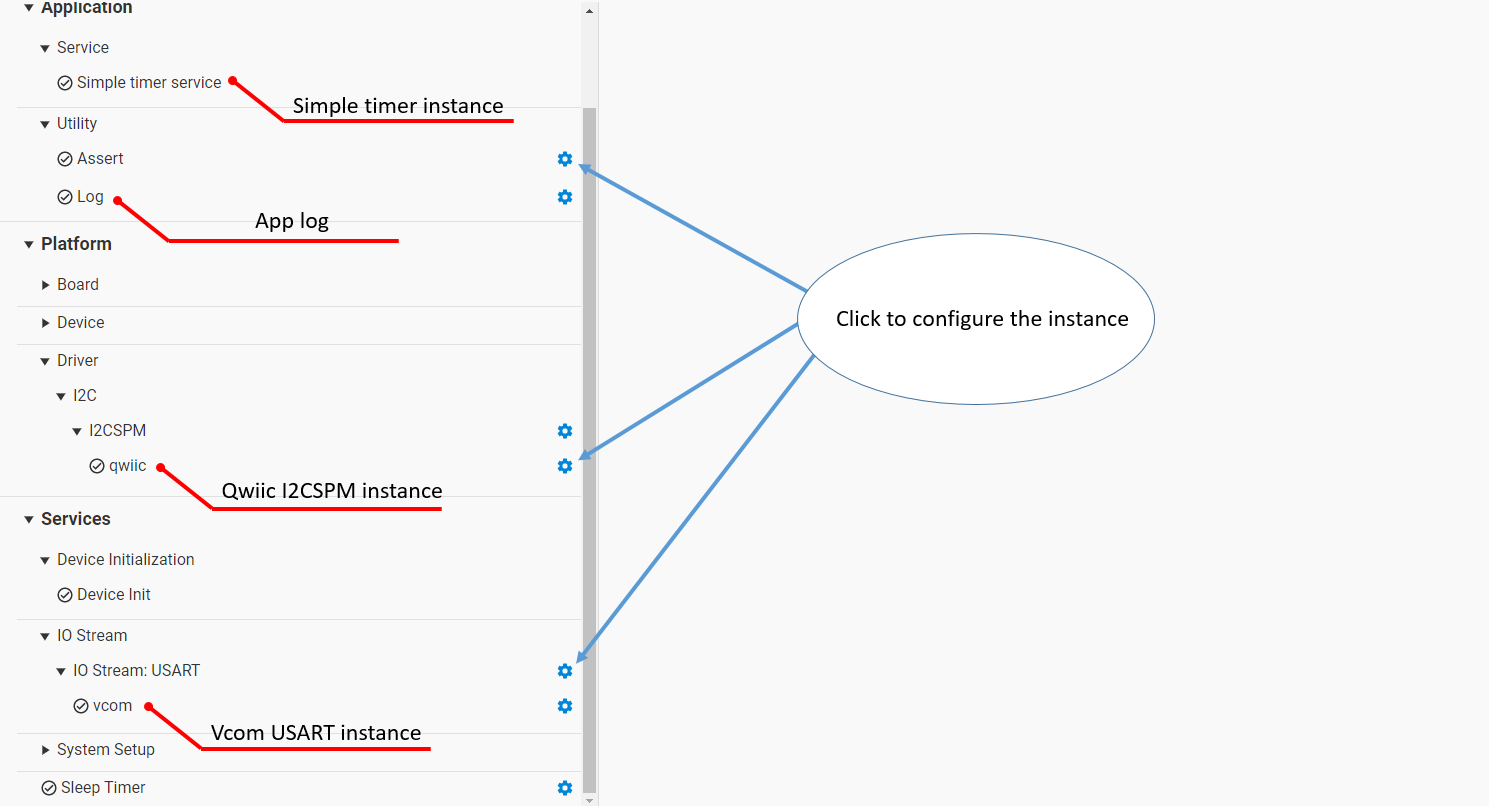 Application
Service
Simple timer service
Simple timer instance
Utility
Assert
Log
App log
Platform
Board
Device
Click to configure the instance
Driver
I2C
I2CSPM
qwiic
Qwiic I2CSPM instance
Services
Device Initialization
Device Init
IO Stream
IO Stream: USART
vcom
Vcom USART instance
System Setup
Sleep Timer